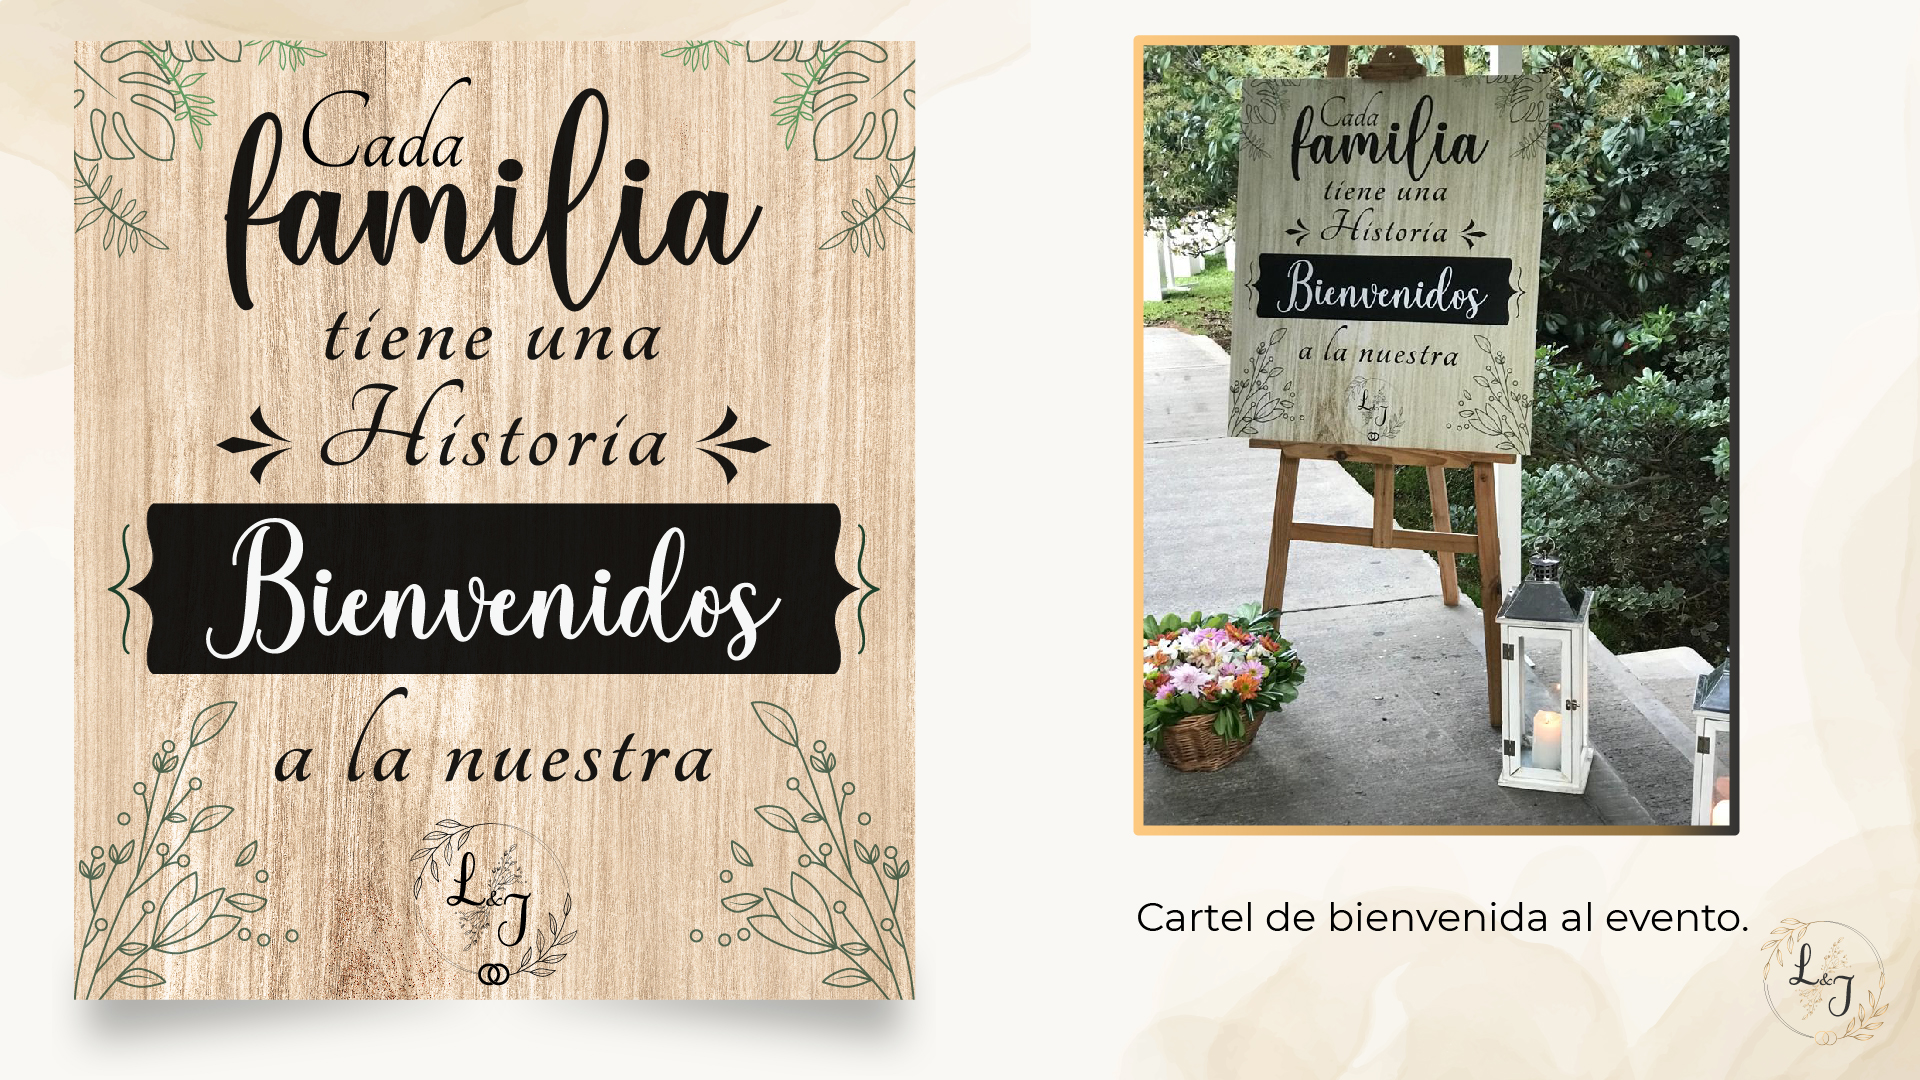 Cada
familia
tiene una
Historia
Bienvenidos
a la nuestra
L&J
Cada
familia
tiene una
Historia
Bienvenidos
a la nuestra
L&J
Cartel de bienvenida al evento.
L&J